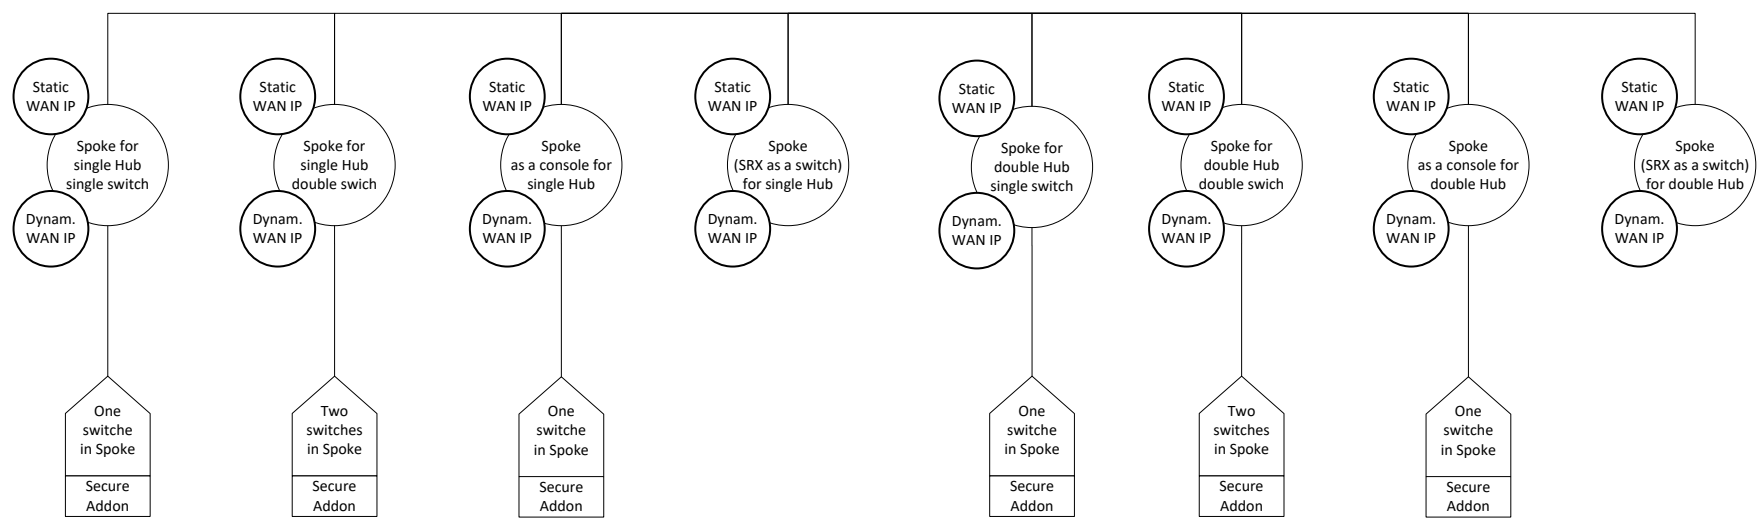 Static
WAN IP
Spoke for
single Hub
single switch
Dynam.
WAN IP
One
switche
in Spoke
Secure
Addon
Static
WAN IP
Spoke for
single Hub
double swich
Dynam.
WAN IP
Two
switches
in Spoke
Secure
Addon
Static
WAN IP
Spoke
as a console for
single Hub
Dynam.
WAN IP
One
switche
in Spoke
Secure
Addon
Static
WAN IP
Spoke
(SRX as a switch)
for single Hub
Dynam.
WAN IP
Static
WAN IP
Spoke for
double Hub
single switch
Dynam.
WAN IP
One
switche
in Spoke
Secure
Addon
Static
WAN IP
Spoke for
double Hub
double swich
Dynam.
WAN IP
Two
switches
in Spoke
Secure
Addon
Static
WAN IP
Spoke
as a console for
double Hub
Dynam.
WAN IP
One
switche
in Spoke
Secure
Addon
Static
WAN IP
Spoke
(SRX as a switch)
for double Hub
Dynam.
WAN IP